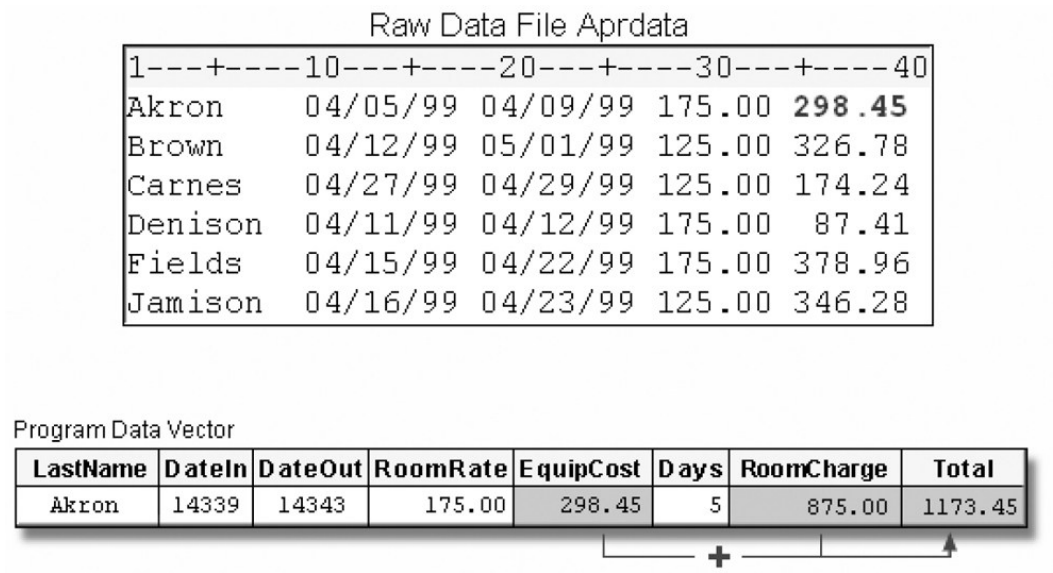 Raw Data File Aprdata
1---+----10---+----20---+----30---+----40
Akron 04/05/99 04/09/99 175.00 298.45
Brown 04/12/99 05/01/99 125.00 326.78
Carnes 04/27/99 04/29/99 125.00 174.24
Denison 04/11/99 04/12/99 175.00 87.41
Fields 04/15/99 04/22/99 175.00 378.96
Jamison 04/16/99 04/23/99 125.00 346.28
Program Data Vector
LastName DateIn DateOut RoomRate EquipCost Days RoomCharge Total
Akron 14339 14343 175.00 298.45 5 875.00 1173.45
+